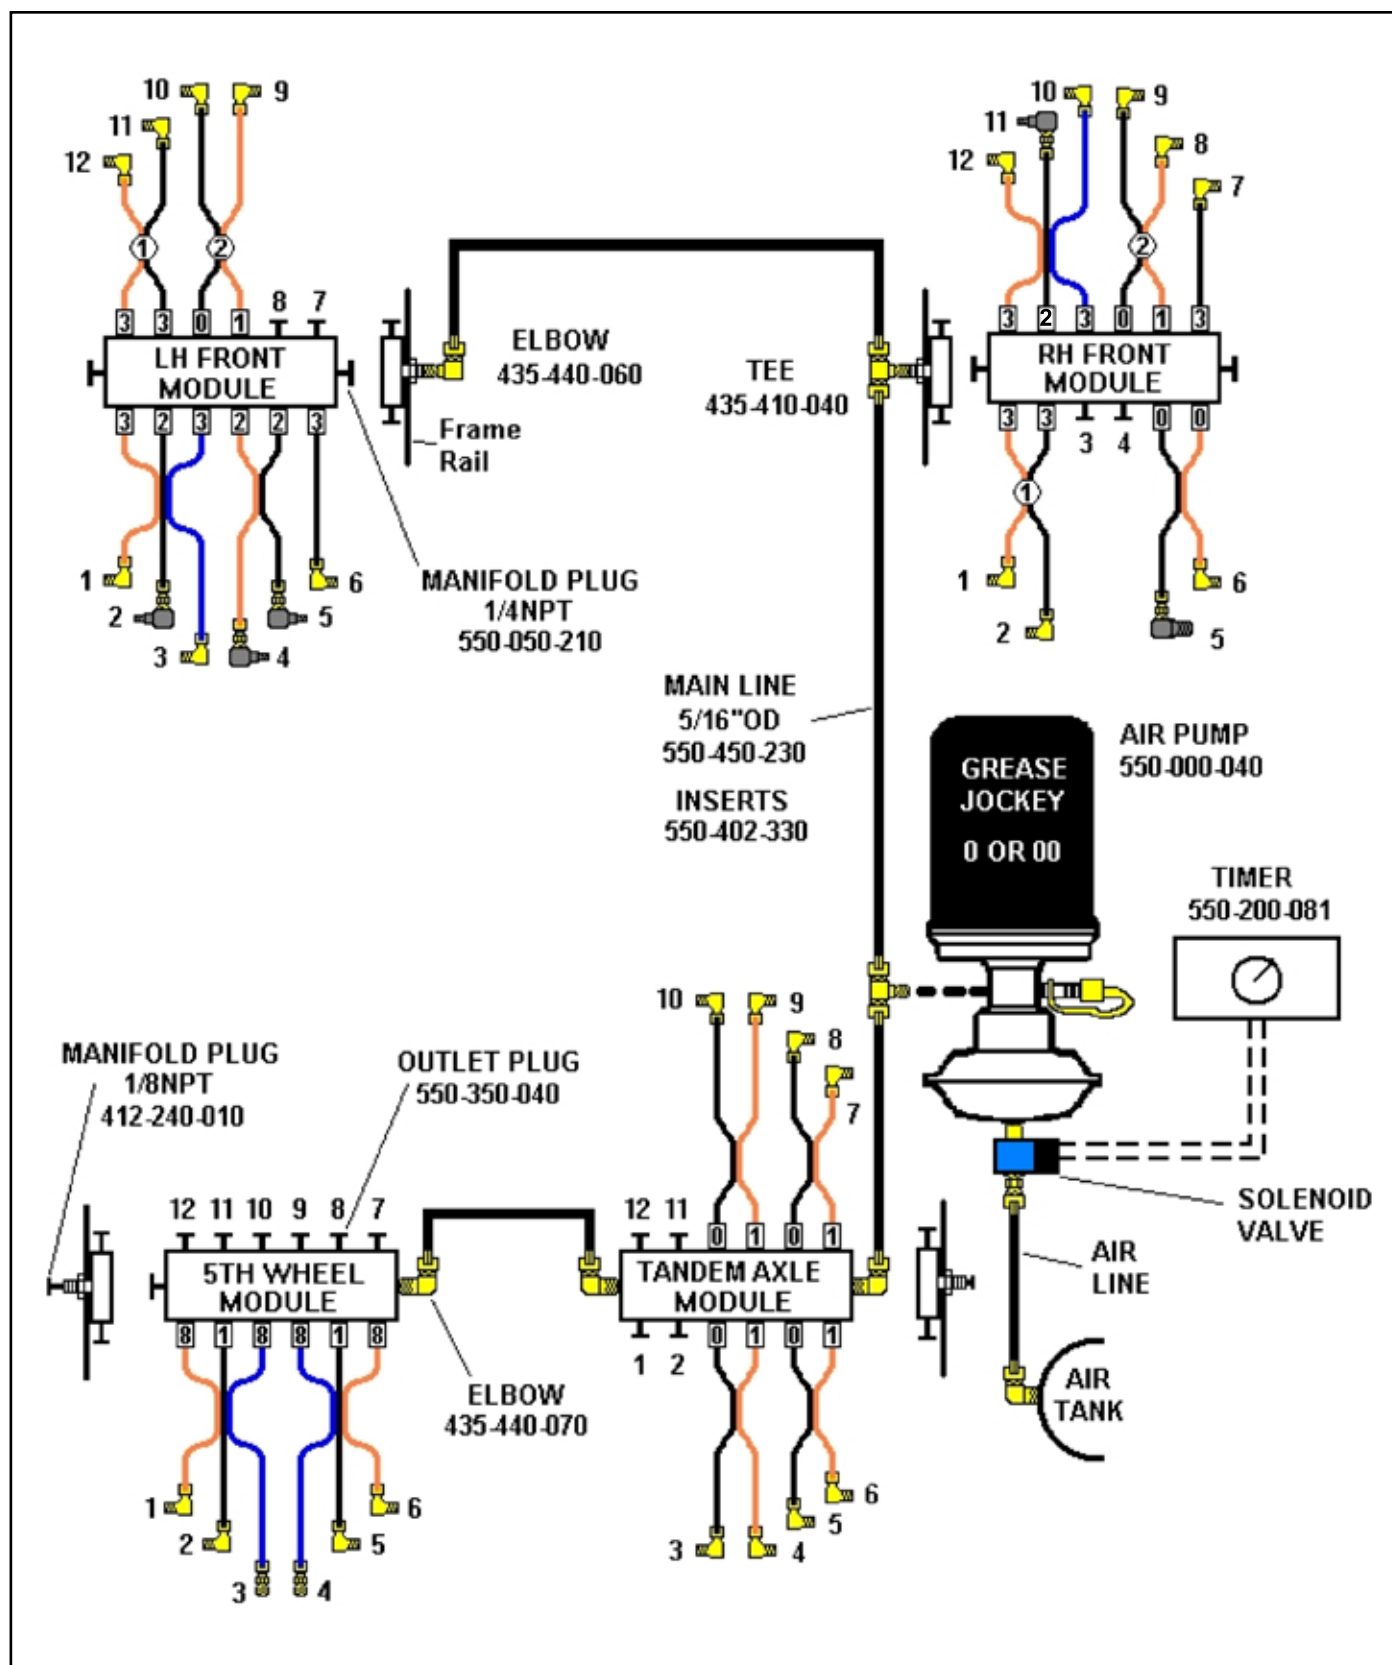 10 9
11
12
1 2
8 7
3 3 0 1
LH FRONT
MODULE
3 2 3 2 2 3
1 6
2 5
3 4
ELBOW
435-440-060
Frame
Rail
MANIFOLD PLUG
1/4NPT
550-050-210
TEE
435-410-040
10 9
11 8
12 7
2
3 2 3 0 1 3
RH FRONT
MODULE
3 3 0 0
3 4
1
1 6
2 5
MAIN LINE
5/16"OD
550-450-230
INSERTS
550-402-330
GREASE
JOCKEY
0 OR 00
AIR PUMP
550-000-040
TIMER
550-200-081
SOLENOID
VALVE
AIR
LINE
AIR
TANK
MANIFOLD PLUG
1/8NPT
412-240-010
OUTLET PLUG
550-350-040
12 11 10 9 8 7
5TH WHEEL
MODULE
8 1 8 8 1 8
1 6
2 5
3 4
ELBOW
435-440-070
10 9
8
7
12 11
0 1 0 1
TANDEM AXLE
MODULE
0 1 0 1
1 2
6
5
3 4